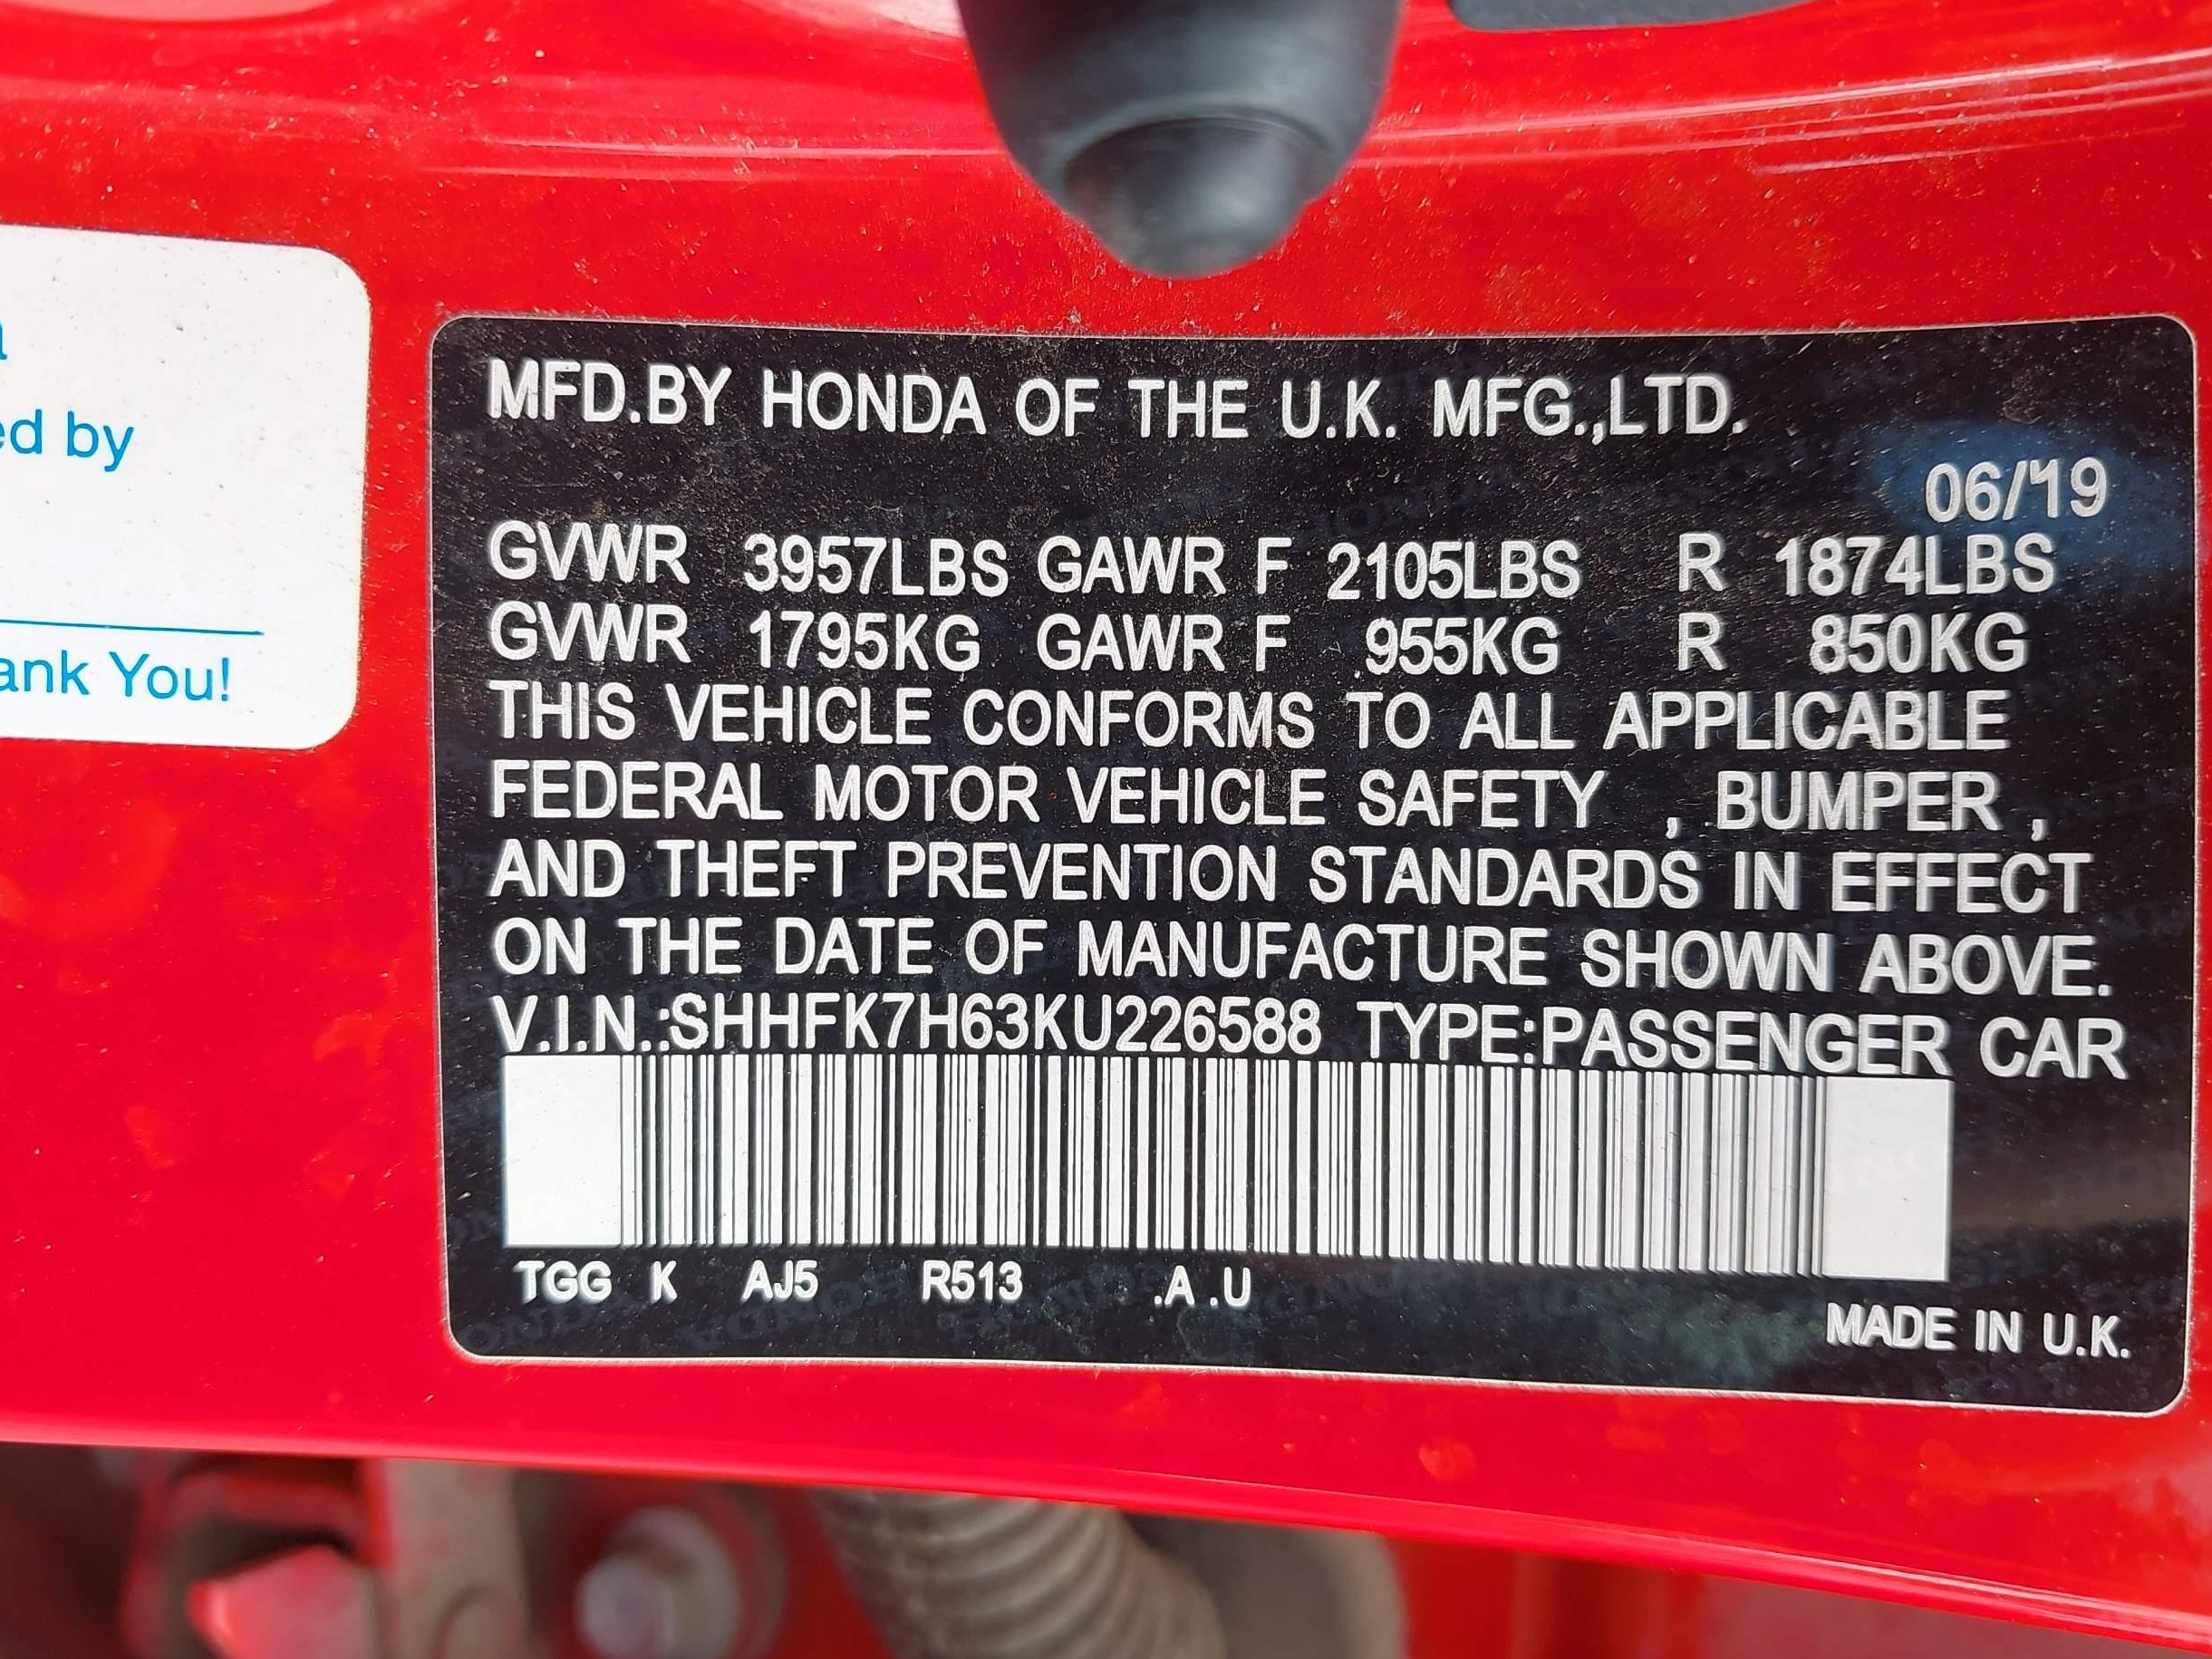 ed by
ank You!
MFD.BY HONDA OF THE U.K. MFG.,LTD.
06/19
GVWR 3957LBS GAWR F 2105LBS R 1874LBS
GVWR 1795KG GAWR F 955KG R 850KG
THIS VEHICLE CONFORMS TO ALL APPLICABLE
FEDERAL MOTOR VEHICLE SAFETY , BUMPER ,
AND THEFT PREVENTION STANDARDS IN EFFECT
ON THE DATE OF MANUFACTURE SHOWN ABOVE.
V.I.N.:SHHFK7H63KU226588 TYPE:PASSENGER CAR
TGG K AJ5 R513 .A .U
MADE IN U.K.